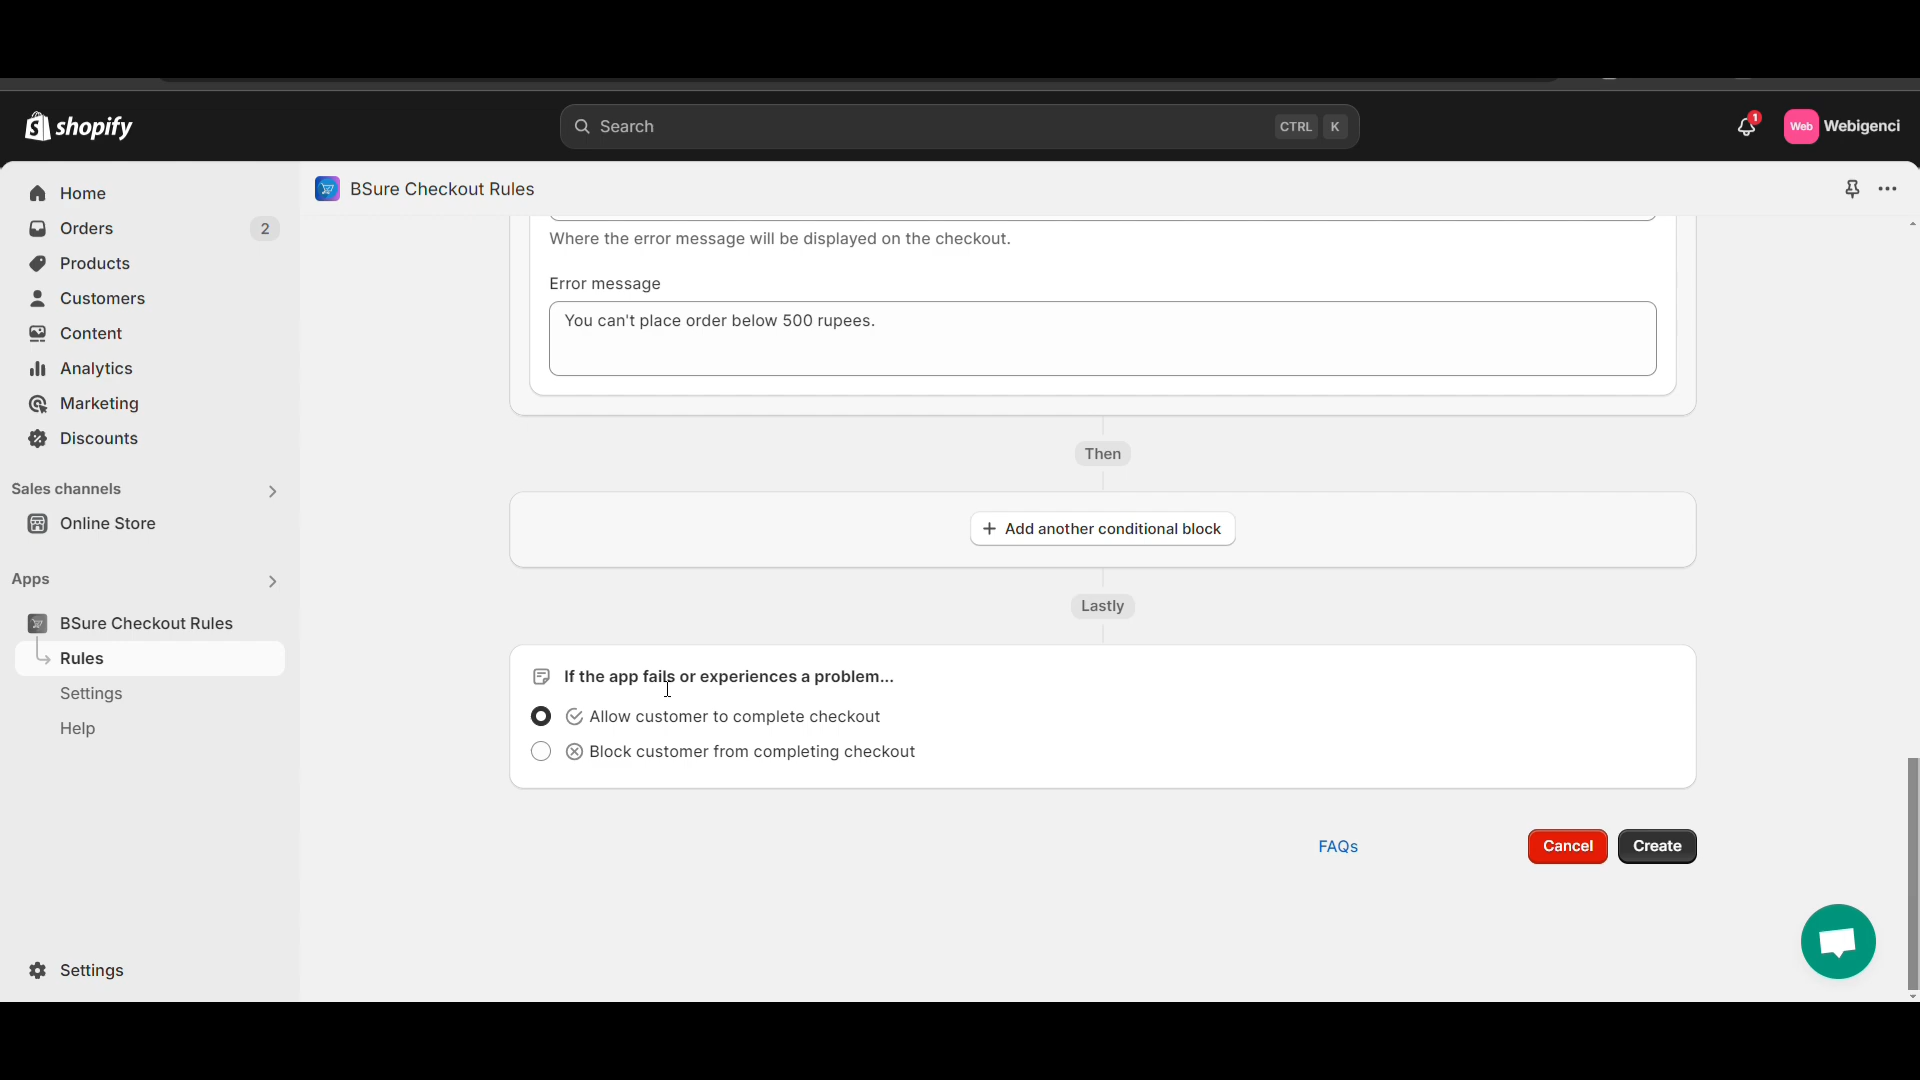 shopify
Search
CTRL K
1
Web
Webigenci
Home
Orders
2
Products
Customers
Content
Analytics
Marketing
Discounts
Sales channels
Online Store
Apps
BSure Checkout Rules
Rules
Settings
Help
Settings
BSure Checkout Rules
Where the error message will be displayed on the checkout.
Error message
You can't place order below 500 rupees.
Then
Add another conditional block
Lastly
If the app fails or experiences a problem...
Allow customer to complete checkout
Block customer from completing checkout
FAQs
Cancel
Create